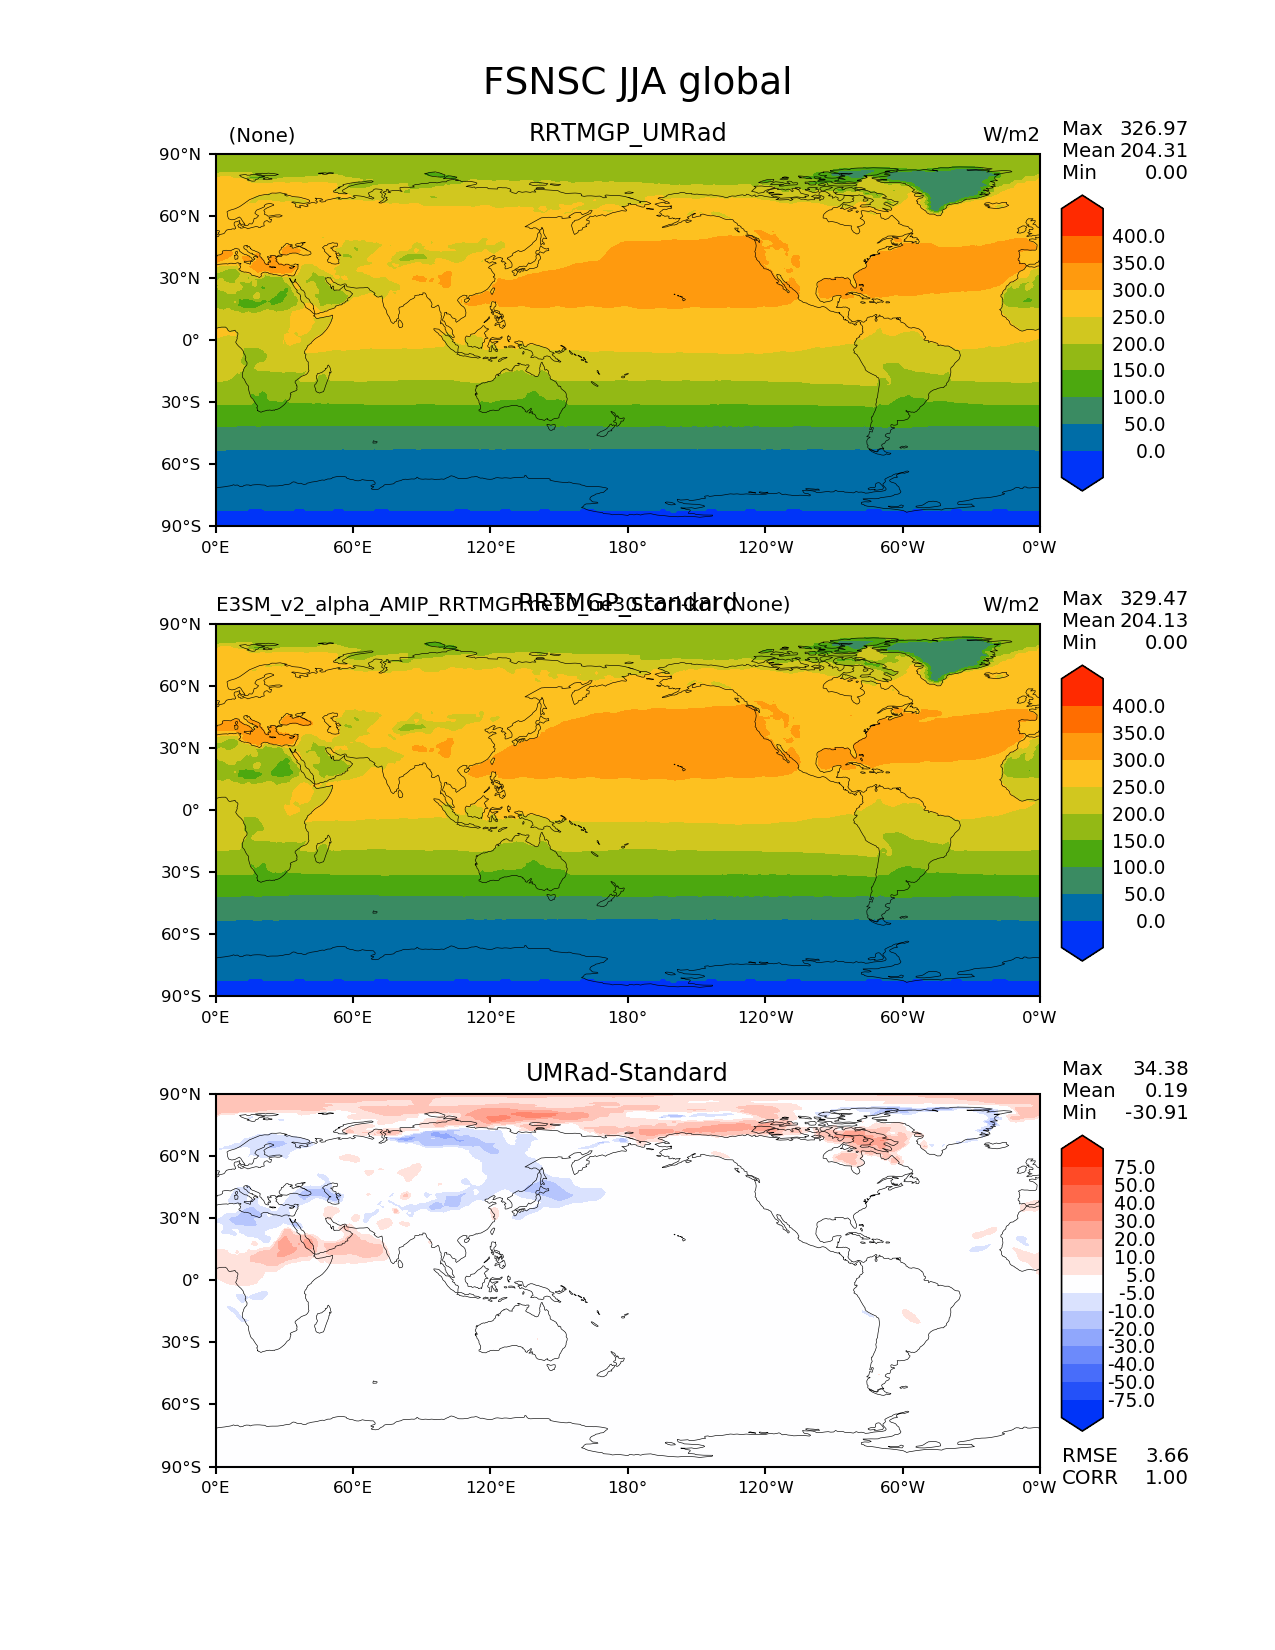 FSNSC JJA global
(None) RRTMGP_UMRad W/m2
Max 326.97
Mean 204.31
Min 0.00
90°N
60°N
30°N
0°
30°S
60°S
90°S
0°E 60°E 120°E 180° 120°W 60°W 0°W
400.0
350.0
300.0
250.0
200.0
150.0
100.0
50.0
0.0
E3SM_v2_alpha_AMIP_RRTMGP (None) RRTMGP_standard W/m2
Max 329.47
Mean 204.13
Min 0.00
90°N
60°N
30°N
0°
30°S
60°S
90°S
0°E 60°E 120°E 180° 120°W 60°W 0°W
400.0
350.0
300.0
250.0
200.0
150.0
100.0
50.0
0.0
UMRad-Standard
Max 34.38
Mean 0.19
Min -30.91
90°N
60°N
30°N
0°
30°S
60°S
90°S
0°E 60°E 120°E 180° 120°W 60°W 0°W
75.0
50.0
40.0
30.0
20.0
10.0
5.0
-5.0
-10.0
-20.0
-30.0
-40.0
-50.0
-75.0
RMSE 3.66
CORR 1.00